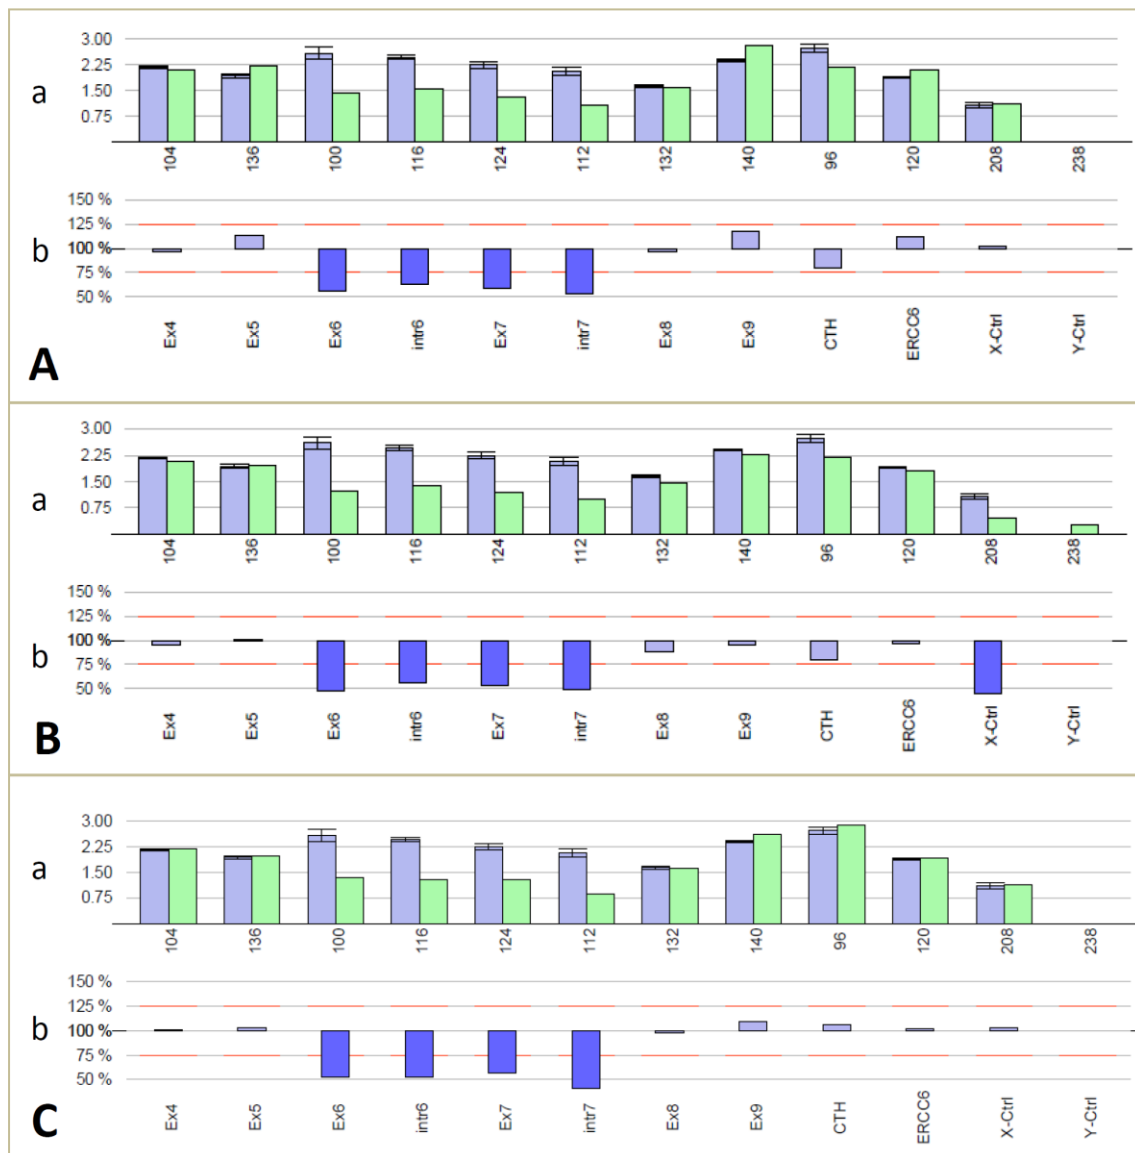 3.00
2.25
a
1.50
0.75
104 136 100 116 124 112 132 140 96 120 208 238
150 %
125 %
b
100 %
75 %
50 %
Ex4 Ex5 Ex6 intr6 Ex7 intr7 Ex8 Ex9 CTH ERCC6 X-Ctrl Y-Ctrl
A
3.00
2.25
a
1.50
0.75
104 136 100 116 124 112 132 140 96 120 208 238
150 %
125 %
100 %
b
75 %
50 %
Ex4 Ex5 Ex6 intr6 Ex7 intr7 Ex8 Ex9 CTH ERCC6 X-Ctrl Y-Ctrl
B
3.00
2.25
a
1.50
0.75
104 136 100 116 124 112 132 140 96 120 208 238
150 %
125 %
b
100 %
75 %
50 %
Ex4 Ex5 Ex6 intr6 Ex7 intr7 Ex8 Ex9 CTH ERCC6 X-Ctrl Y-Ctrl
C